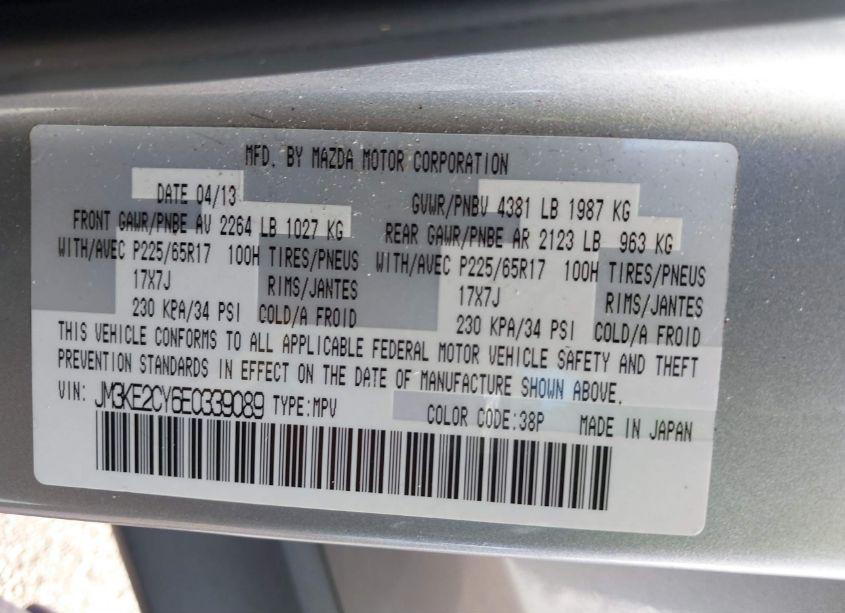 MFD. BY MAZDA MOTOR CORPORATION
DATE 04/13 GVWR/PNBV 4381 LB 1987 KG
FRONT GAWR/PNBE AV 2264 LB 1027 KG REAR GAWR/PNBE AR 2123 LB 963 KG
WITH/AVEC P225/65R17 100H TIRES/PNEUS WITH/AVEC P225/65R17 100H TIRES/PNEUS
17X7J RIMS/JANTES 17X7J RIMS/JANTES
230 KPA/34 PSI COLD/A FROID 230 KPA/34 PSI COLD/A FROID
THIS VEHICLE CONFORMS TO ALL APPLICABLE FEDERAL MOTOR VEHICLE SAFETY AND THEFT
PREVENTION STANDARDS IN EFFECT ON THE DATE OF MANUFACTURE SHOWN ABOVE.
VIN: JM3KE2CY6E0339089 TYPE:MPV COLOR CODE:38P MADE IN JAPAN